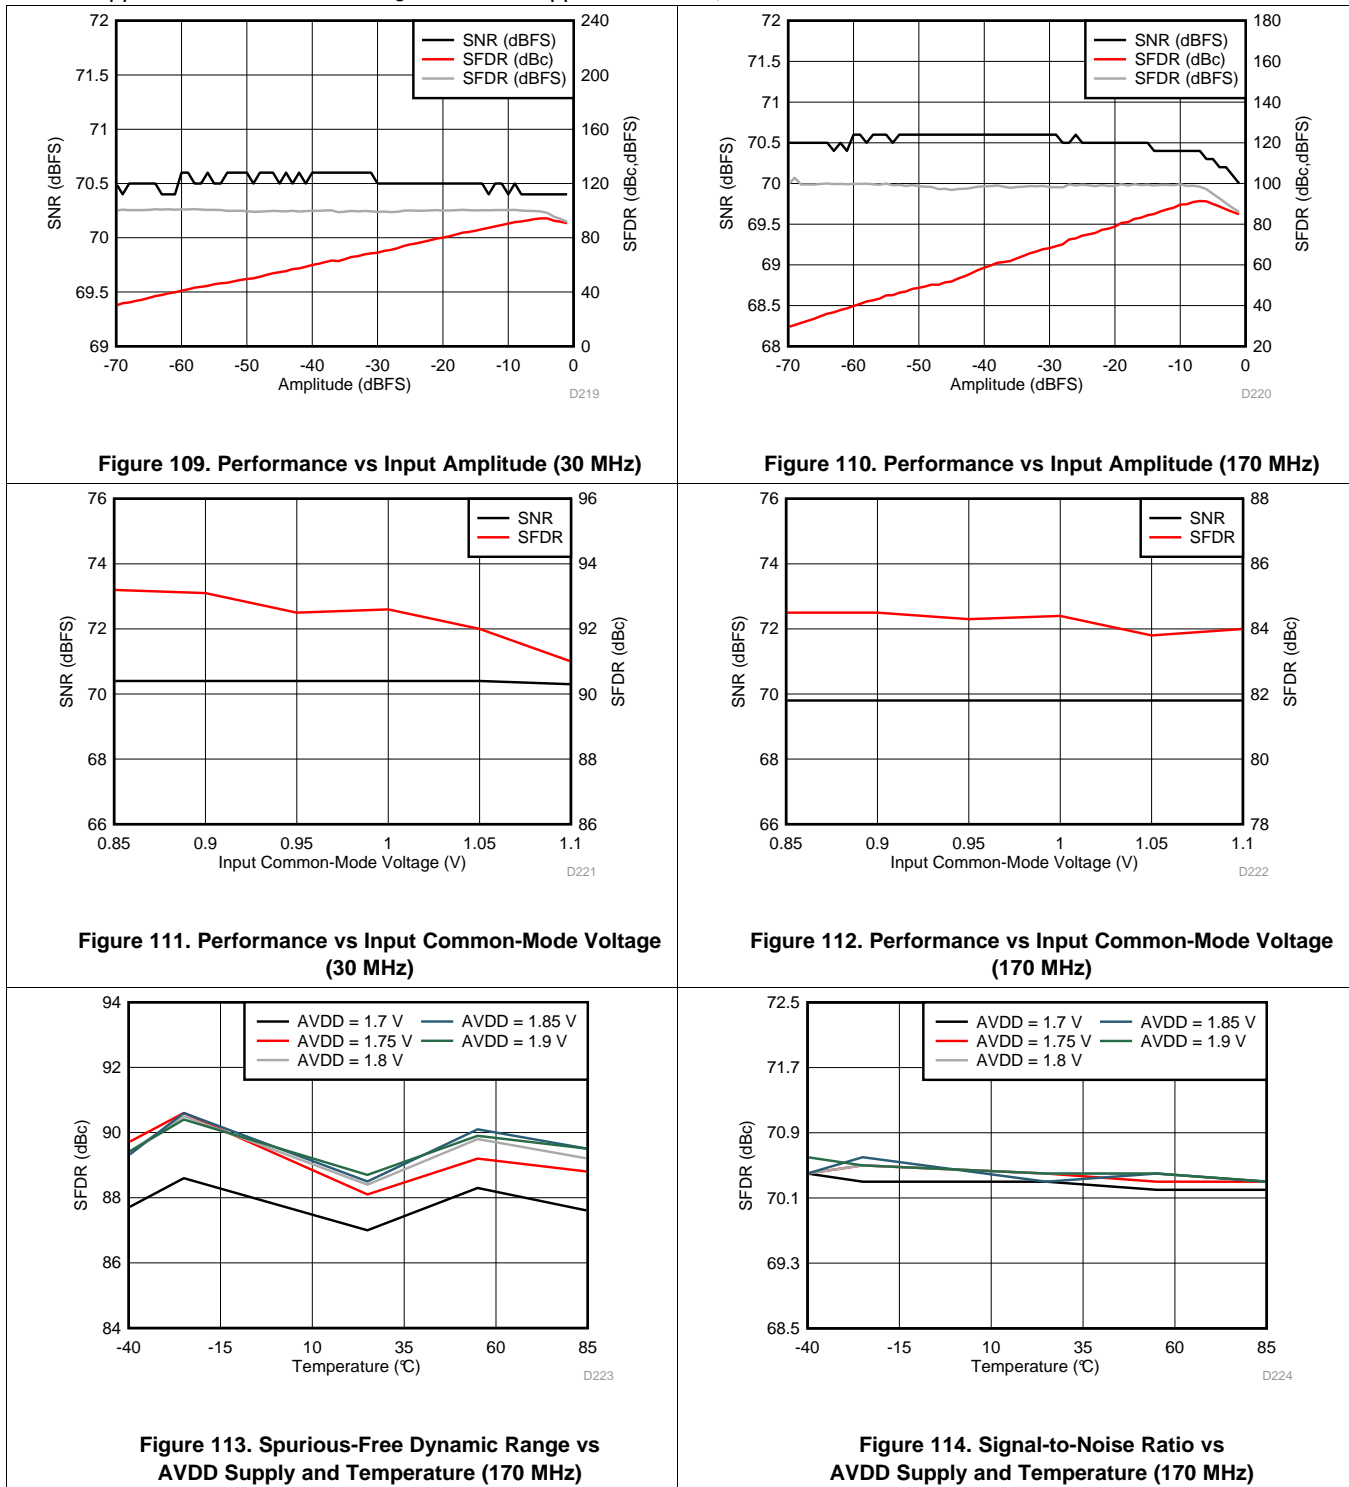 72
71.5
71
70.5
70
69.5
69
240
200
160
120
80
40
0
SNR (dBFS)
SFDR (dBc)
SFDR (dBFS)
SNR (dBFS)
SFDR (dBc,dBFS)
-70 -60 -50 -40 -30 -20 -10 0
Amplitude (dBFS)
D219
Figure 109. Performance vs Input Amplitude (30 MHz)
72
71.5
71
70.5
70
69.5
69
68.5
68
180
160
140
120
100
80
60
40
20
SNR (dBFS)
SFDR (dBc)
SFDR (dBFS)
SNR (dBFS)
SFDR (dBc,dBFS)
-70 -60 -50 -40 -30 -20 -10 0
Amplitude (dBFS)
D220
Figure 110. Performance vs Input Amplitude (170 MHz)
76
74
72
70
68
66
96
94
92
90
88
86
SNR
SFDR
SNR (dBFS)
SFDR (dBc)
0.85 0.9 0.95 1 1.05 1.1
Input Common-Mode Voltage (V)
D221
Figure 111. Performance vs Input Common-Mode Voltage
(30 MHz)
76
74
72
70
68
66
88
86
84
82
80
78
SNR
SFDR
SNR (dBFS)
SFDR (dBc)
0.85 0.9 0.95 1 1.05 1.1
Input Common-Mode Voltage (V)
D222
Figure 112. Performance vs Input Common-Mode Voltage
(170 MHz)
94
92
90
88
86
84
AVDD = 1.7 V
AVDD = 1.75 V
AVDD = 1.8 V
AVDD = 1.85 V
AVDD = 1.9 V
SFDR (dBc)
-40 -15 10 35 60 85
Temperature (°C)
D223
Figure 113. Spurious-Free Dynamic Range vs
AVDD Supply and Temperature (170 MHz)
72.5
71.7
70.9
70.1
69.3
68.5
AVDD = 1.7 V
AVDD = 1.75 V
AVDD = 1.8 V
AVDD = 1.85 V
AVDD = 1.9 V
SFDR (dBc)
-40 -15 10 35 60 85
Temperature (°C)
D224
Figure 114. Signal-to-Noise Ratio vs
AVDD Supply and Temperature (170 MHz)